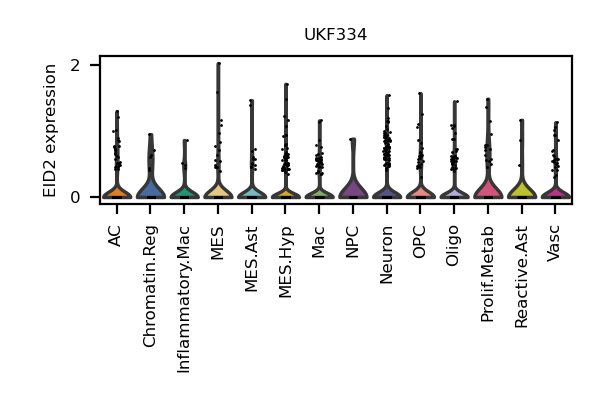 UKF334
EID2 expression
2
0
AC
Chromatin.Reg
Inflammatory.Mac
MES
MES.Ast
MES.Hyp
Mac
NPC
Neuron
OPC
Oligo
Prolif.Metab
Reactive.Ast
Vasc